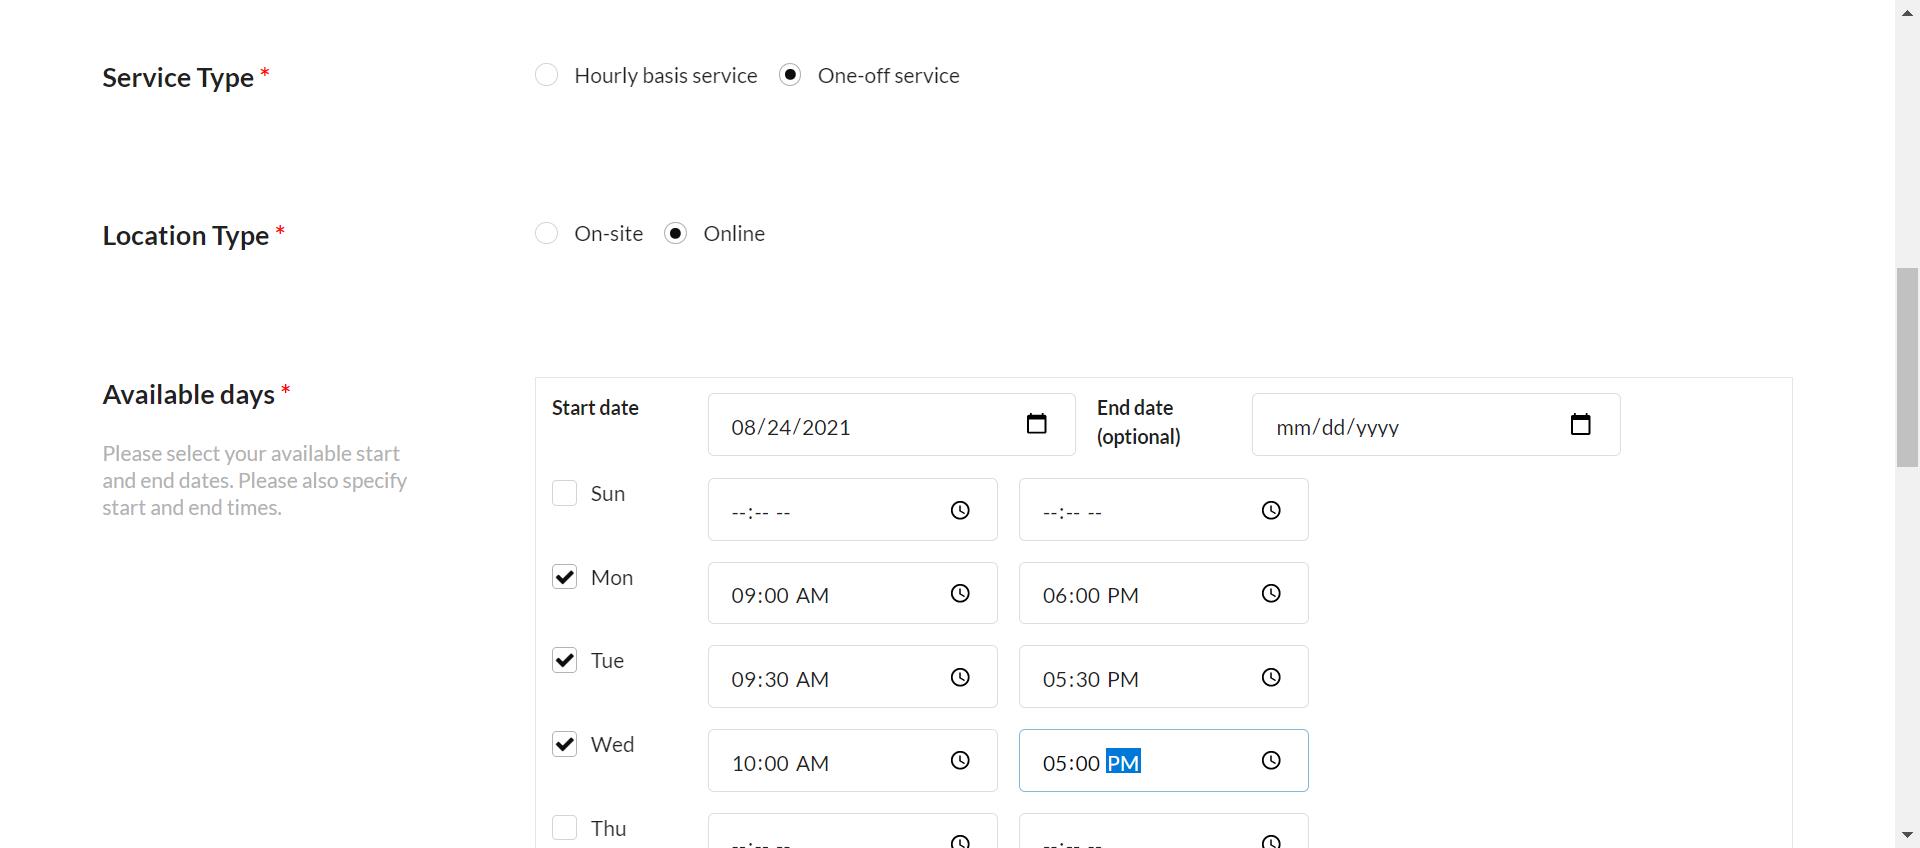 Service Type * Hourly basis service One-off service
Location Type * On-site Online
Available days *
Please select your available start
and end dates. Please also specify
start and end times.
Start date 08/24/2021 End date
(optional) mm/dd/yyyy
Sun --:-- -- --:-- --
Mon 09:00 AM 06:00 PM
Tue 09:30 AM 05:30 PM
Wed 10:00 AM 05:00 PM
Thu --:-- -- --:-- --